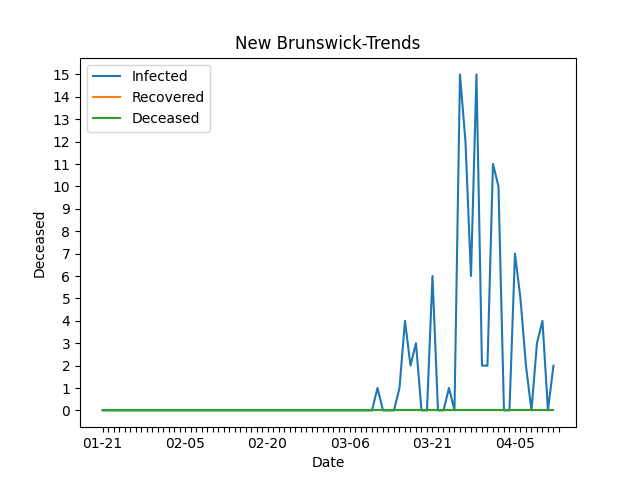 New Brunswick-Trends
Infected
Recovered
Deceased
15
14
13
12
11
10
9
8
7
6
5
4
3
2
1
0
Deceased
01-21 02-05 02-20 03-06 03-21 04-05
Date